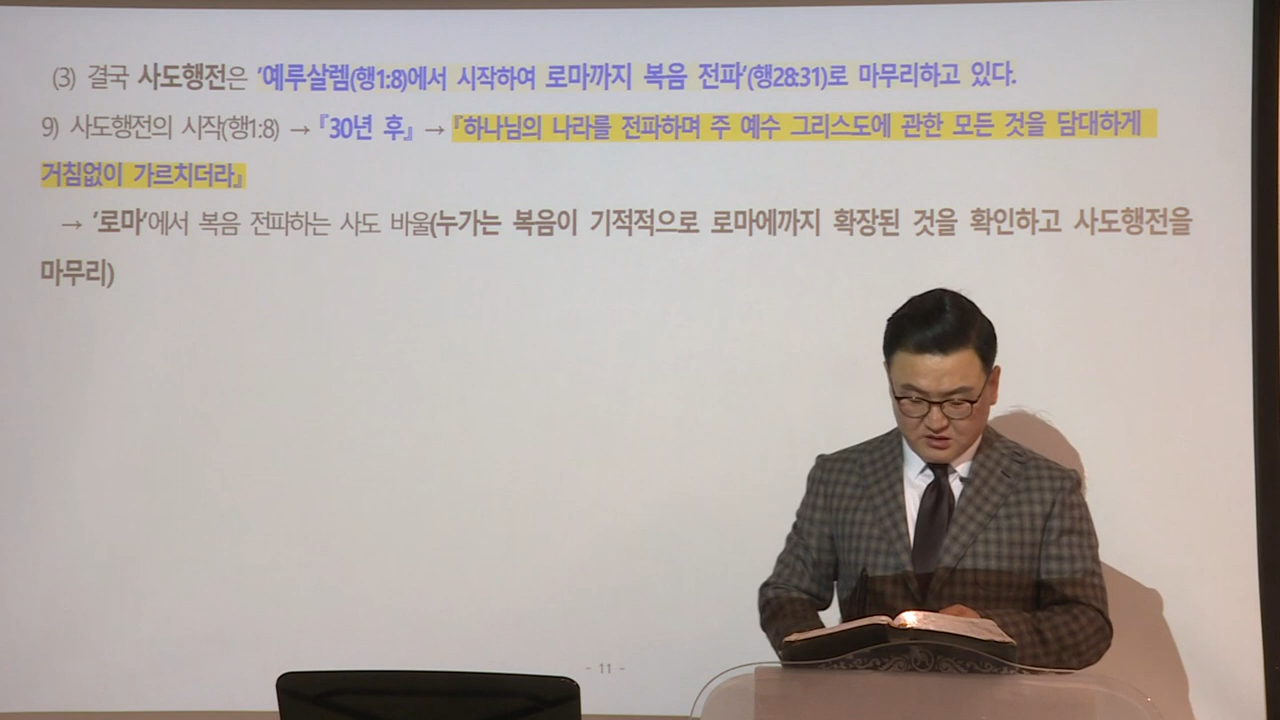 (3) 결국 사도행전은 '예루살렘(행1:8)에서 시작하여 로마까지 복음 전파'(행28:31)로 마무리하고 있다.
9) 사도행전의 시작(행1:8) → 『30년 후』 → 『하나님의 나라를 전파하며 주 예수 그리스도에 관한 모든 것을 담대하게
거침없이 가르치더라』
→ '로마'에서 복음 전파하는 사도 바울(누가는 복음이 기적적으로 로마에까지 확장된 것을 확인하고 사도행전을
마무리)
- 11 -